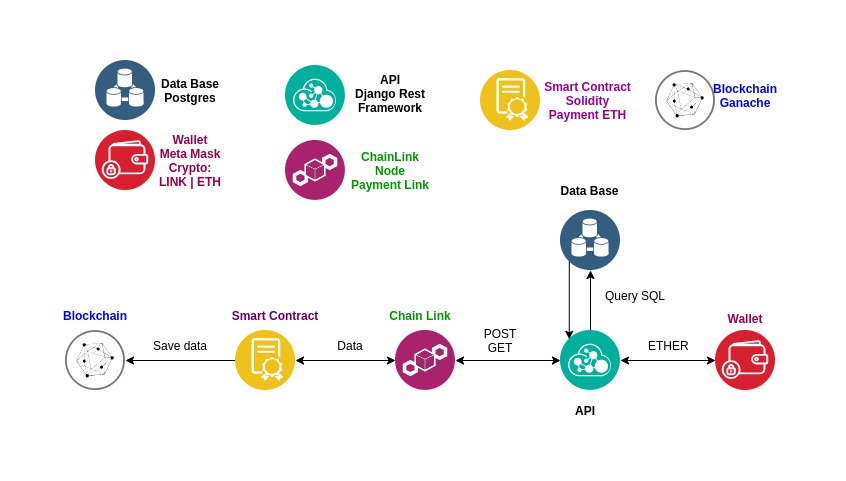 Data Base
Postgres
API
Django Rest
Framework
Smart Contract
Solidity
Payment ETH
Blockchain
Ganache
Wallet
Meta Mask
Crypto:
LINK | ETH
ChainLink
Node
Payment Link
Data Base
Query SQL
Blockchain
Smart Contract
Chain Link
Wallet
Save data
Data
POST
GET
ETHER
API